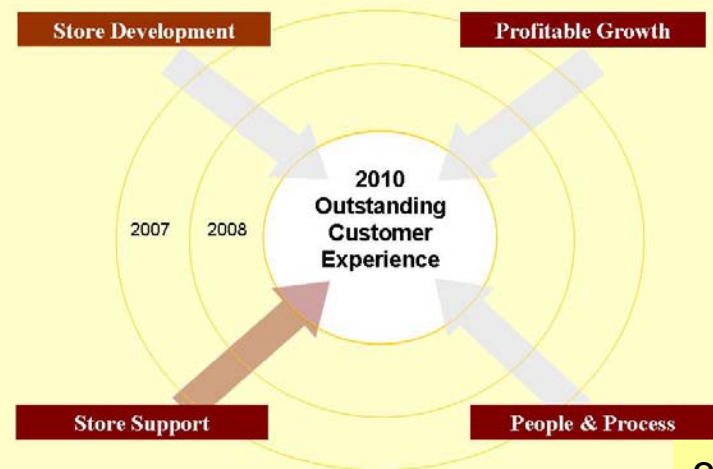 Store Development
Profitable Growth
2010
Outstanding
Customer
Experience
2007
2008
Store Support
People & Process